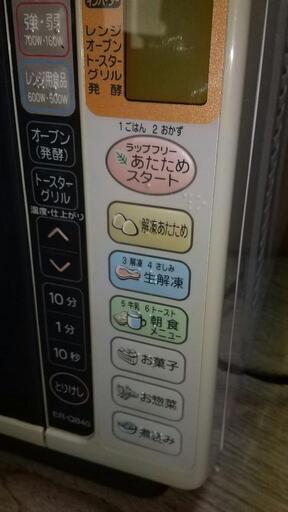 強・弱
700W・160W
レンジ用食品
600W・500W
オーブン
(発酵)
トースター
グリル
温度・仕上がり
10分
1分
10秒
とりけし
インバーター
レンジ
オーブン
トースター
グリル
発酵
1ごはん 2おかず
ラップフリー
あたため
スタート
解凍あたため
3解凍 4さしみ
生解凍
5牛乳 6トースト
朝食
メニュー
お菓子
お惣菜
煮込み